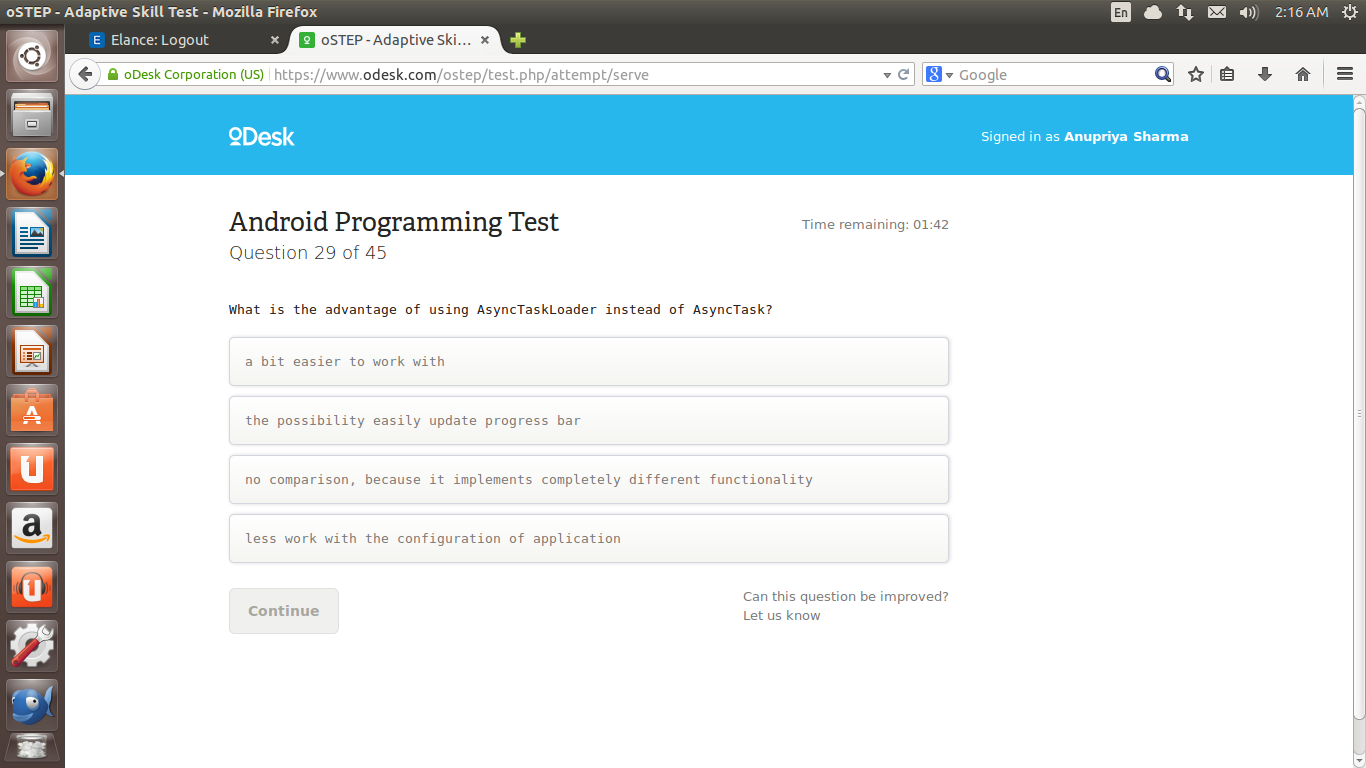 oSTEP - Adaptive Skill Test - Mozilla Firefox
En
2:16 AM
E Elance: Logout
oSTEP - Adaptive Ski...
oDesk Corporation (US)
https://www.odesk.com/ostep/test.php/attempt/serve
8
Google
oDesk
Signed in as Anupriya Sharma
Android Programming Test
Time remaining: 01:42
Question 29 of 45
What is the advantage of using AsyncTaskLoader instead of AsyncTask?
a bit easier to work with
the possibility easily update progress bar
no comparison, because it implements completely different functionality
less work with the configuration of application
Continue
Can this question be improved?
Let us know